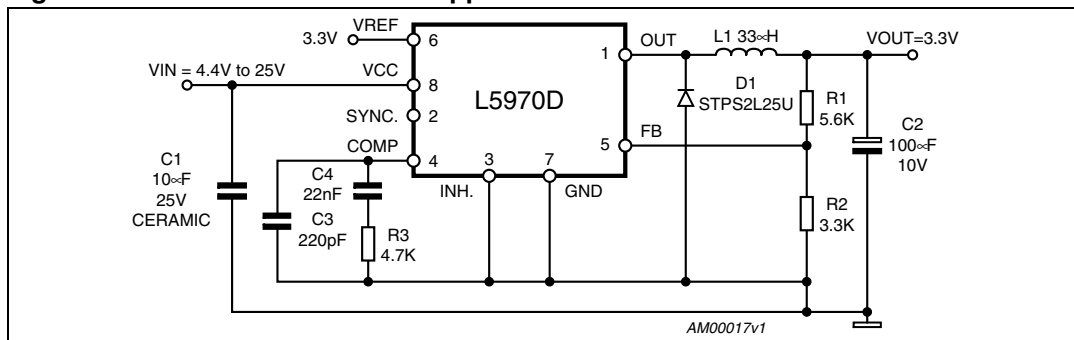 VREF
3.3V
6
VIN = 4.4V to 25V
VCC
8
SYNC.
2
COMP
4
L5970D
1
OUT
L1 33∝H
VOUT=3.3V
D1
STPS2L25U
R1
5.6K
5
FB
C2
100∝F
10V
3
7
INH.
GND
C1
10∝F
25V
CERAMIC
C4
22nF
C3
220pF
R3
4.7K
R2
3.3K
AM00017v1